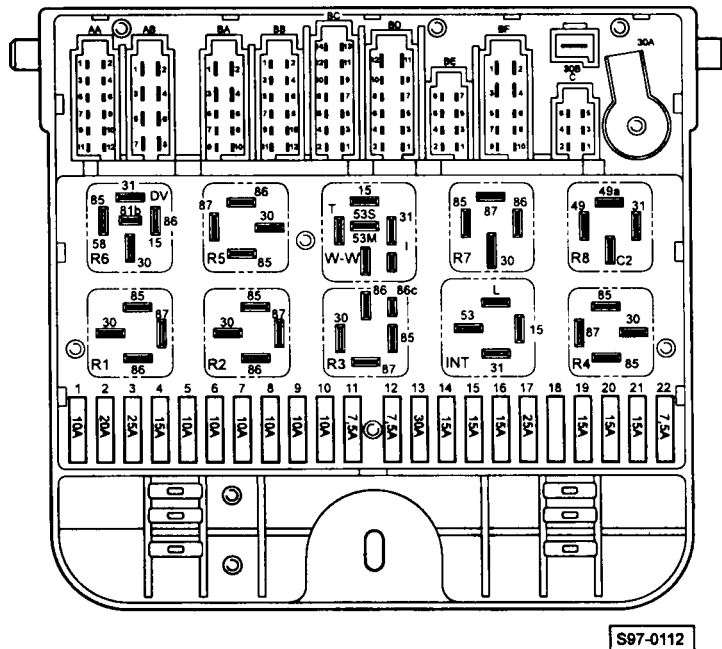 AA AB BA BB BC BD BE BF 30B C 30A
31 DV 85 81b 86 58 15 30 R6
86 87 30 85 R5
15 T 53S 31 53M W-W I
85 87 86 R7 30
49a 49 31 R8 C2
85 30 87 R1 86
85 30 87 R2 86
86 86c 30 85 R3 87
L 53 15 INT 31
85 87 30 R4 85
1 2 3 4 5 6 7 8 9 10 11 12 13 14 15 16 17 18 19 20 21 22
10A 20A 25A 15A 10A 10A 10A 10A 10A 10A 7,5A 7,5A 30A 15A 15A 15A 25A 15A 15A 15A 7,5A
S97-0112